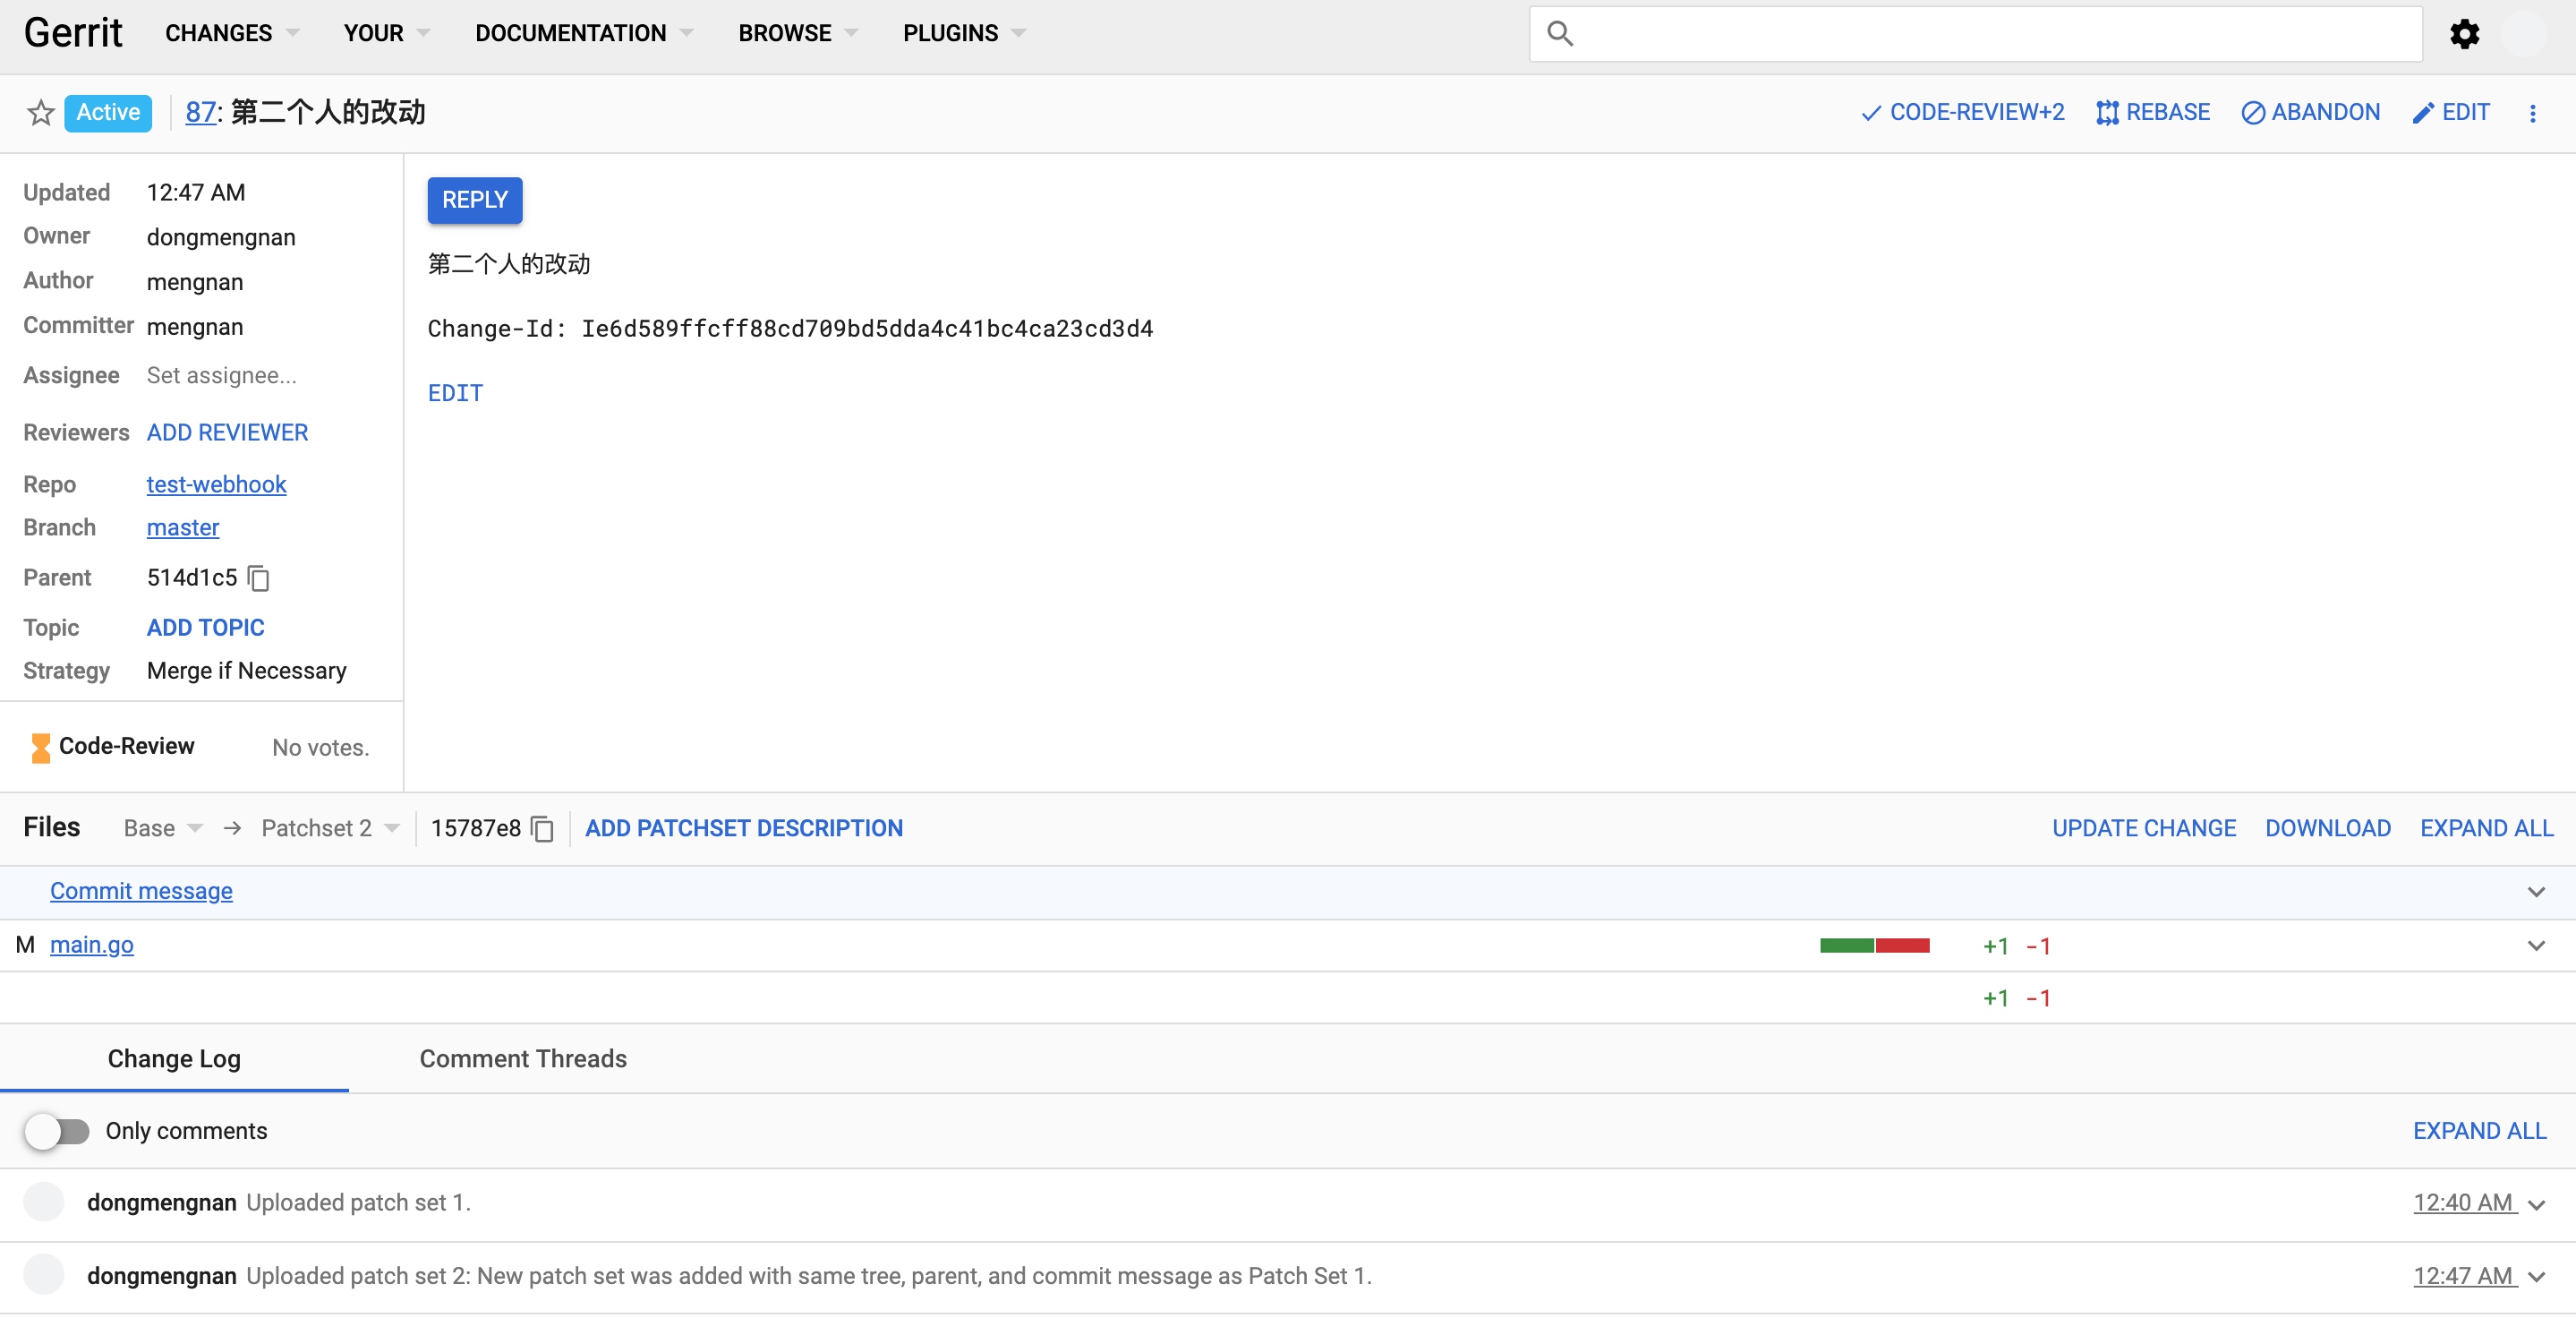 Gerrit CHANGES YOUR DOCUMENTATION BROWSE PLUGINS
Active 87: 第二个人的改动 CODE-REVIEW+2 REBASE ABANDON EDIT
Updated 12:47 AM
Owner dongmengnan
Author mengnan
Committer mengnan
Assignee Set assignee...
Reviewers ADD REVIEWER
Repo test-webhook
Branch master
Parent 514d1c5
Topic ADD TOPIC
Strategy Merge if Necessary
Code-Review No votes.
REPLY
第二个人的改动
Change-Id: Ie6d589ffcff88cd709bd5dda4c41bc4ca23cd3d4
EDIT
Files Base → Patchset 2 15787e8 ADD PATCHSET DESCRIPTION UPDATE CHANGE DOWNLOAD EXPAND ALL
Commit message
M main.go +1 -1
+1 -1
Change Log Comment Threads
Only comments EXPAND ALL
dongmengnan Uploaded patch set 1. 12:40 AM
dongmengnan Uploaded patch set 2: New patch set was added with same tree, parent, and commit message as Patch Set 1. 12:47 AM